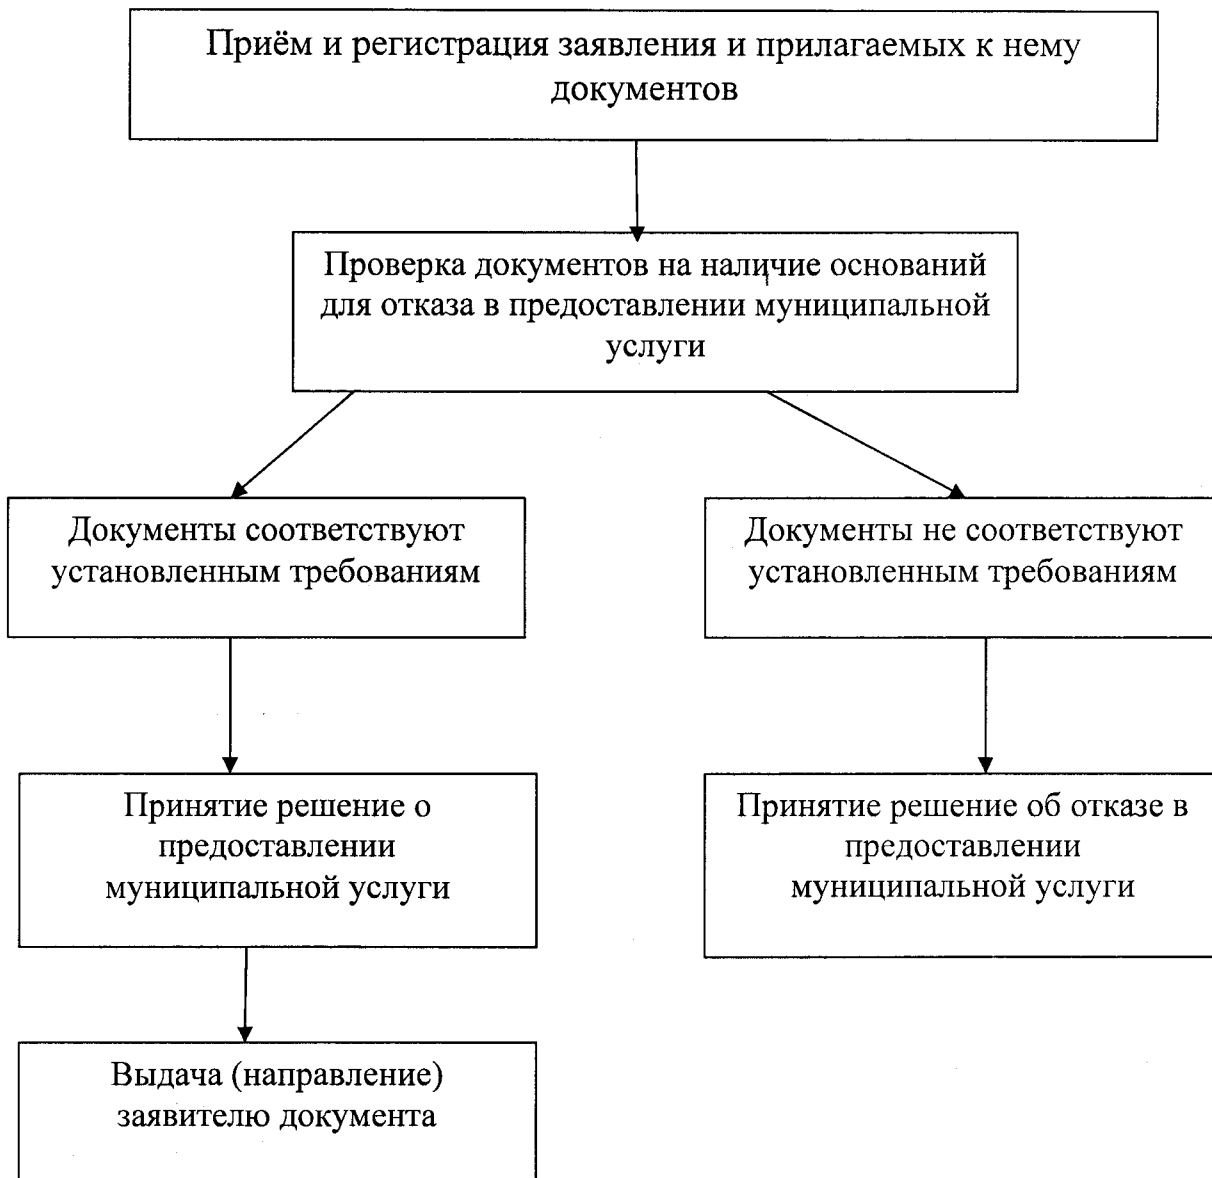 Приём и регистрация заявления и прилагаемых к нему
документов
Проверка документов на наличие оснований
для отказа в предоставлении муниципальной
услуги
Документы соответствуют
установленным требованиям
Документы не соответствуют
установленным требованиям
Принятие решение о
предоставлении
муниципальной услуги
Принятие решение об отказе в
предоставлении
муниципальной услуги
Выдача (направление)
заявителю документа